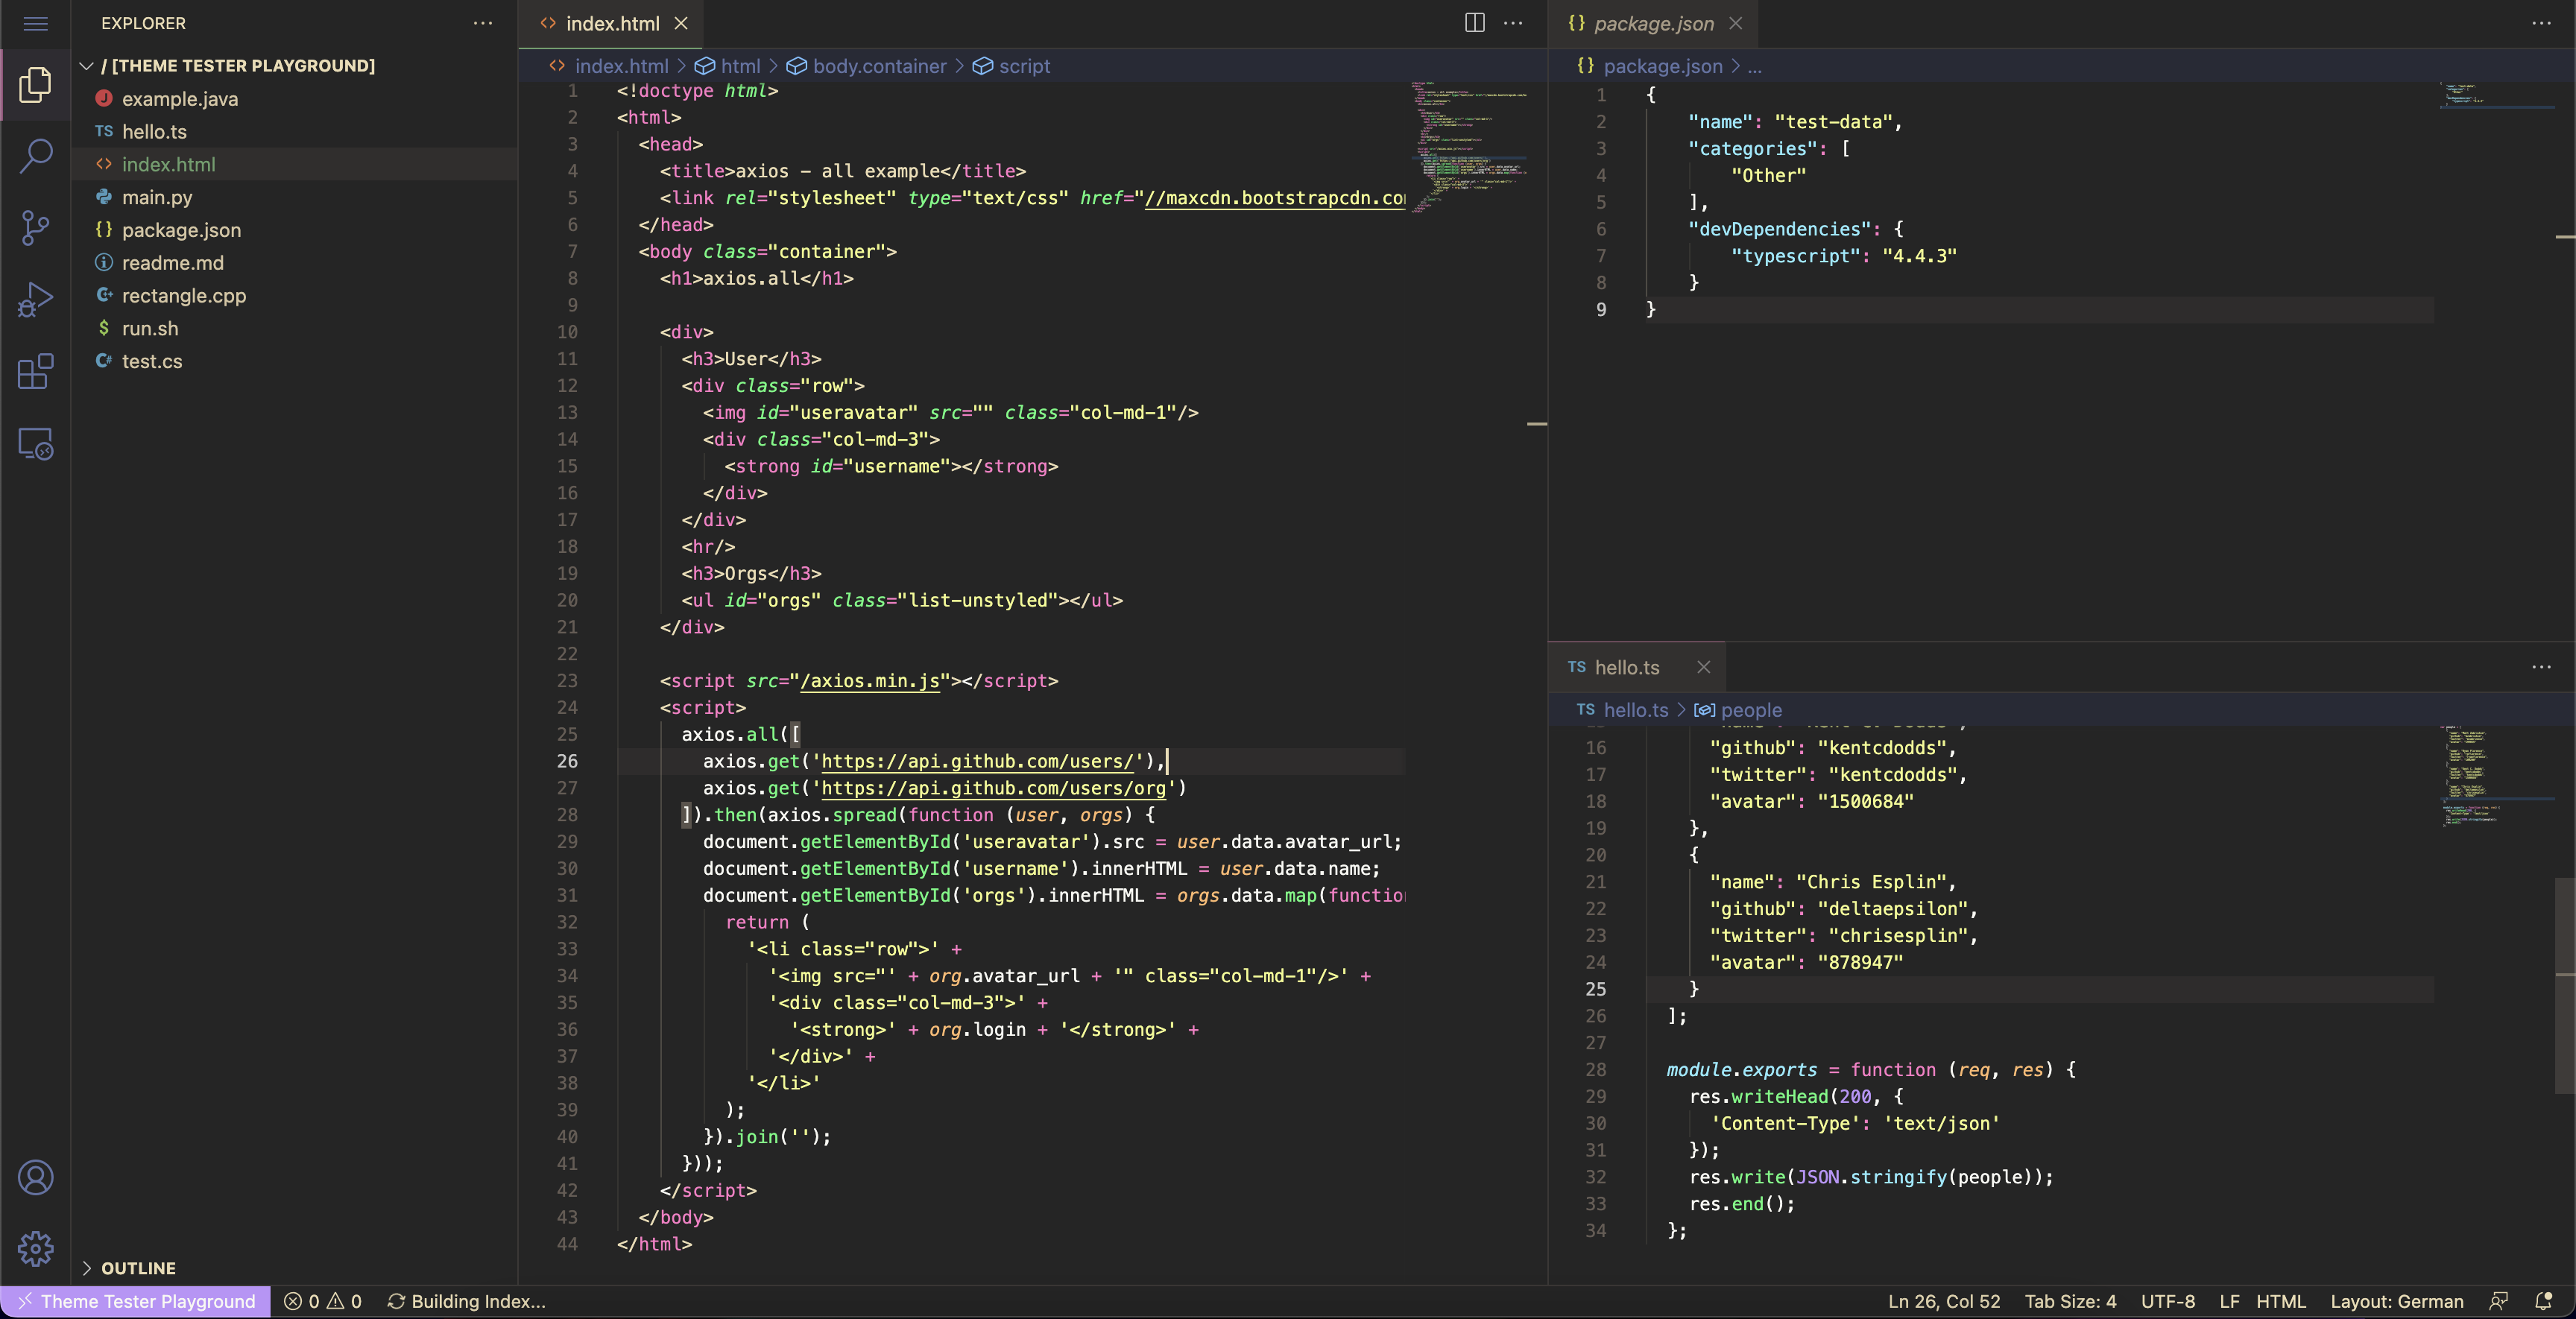 EXPLORER
/ [THEME TESTER PLAYGROUND]
example.java
TS hello.ts
index.html
main.py
package.json
readme.md
rectangle.cpp
run.sh
test.cs
OUTLINE
index.html
index.html > html > body.container > script
1 <!doctype html>
2 <html>
3 <head>
4 <title>axios - all example</title>
5 <link rel="stylesheet" type="text/css" href="//maxcdn.bootstrapcdn.co
6 </head>
7 <body class="container">
8 <h1>axios.all</h1>
9
10 <div>
11 <h3>User</h3>
12 <div class="row">
13 <img id="useravatar" src="" class="col-md-1"/>
14 <div class="col-md-3">
15 <strong id="username"></strong>
16 </div>
17 </div>
18 <hr/>
19 <h3>Orgs</h3>
20 <ul id="orgs" class="list-unstyled"></ul>
21 </div>
22
23 <script src="/axios.min.js"></script>
24 <script>
25 axios.all([
26 axios.get('https://api.github.com/users/'),
27 axios.get('https://api.github.com/users/org')
28 ]).then(axios.spread(function (user, orgs) {
29 document.getElementById('useravatar').src = user.data.avatar_url;
30 document.getElementById('username').innerHTML = user.data.name;
31 document.getElementById('orgs').innerHTML = orgs.data.map(functio
32 return (
33 '<li class="row">' +
34 '<img src="' + org.avatar_url + '" class="col-md-1"/>' +
35 '<div class="col-md-3">' +
36 '<strong>' + org.login + '</strong>' +
37 '</div>' +
38 '</li>'
39 );
40 }).join('');
41 }));
42 </script>
43 </body>
44 </html>
{} package.json
{} package.json > ...
1 {
2 "name": "test-data",
3 "categories": [
4 "Other"
5 ],
6 "devDependencies": {
7 "typescript": "4.4.3"
8 }
9 }
TS hello.ts
TS hello.ts > people
16 "github": "kentcdodds",
17 "twitter": "kentcdodds",
18 "avatar": "1500684"
19 },
20 {
21 "name": "Chris Esplin",
22 "github": "deltaepsilon",
23 "twitter": "chrisesplin",
24 "avatar": "878947"
25 }
26 ];
27
28 module.exports = function (req, res) {
29 res.writeHead(200, {
30 'Content-Type': 'text/json'
31 });
32 res.write(JSON.stringify(people));
33 res.end();
34 };
Theme Tester Playground 0 0 Building Index... Ln 26, Col 52 Tab Size: 4 UTF-8 LF HTML Layout: German